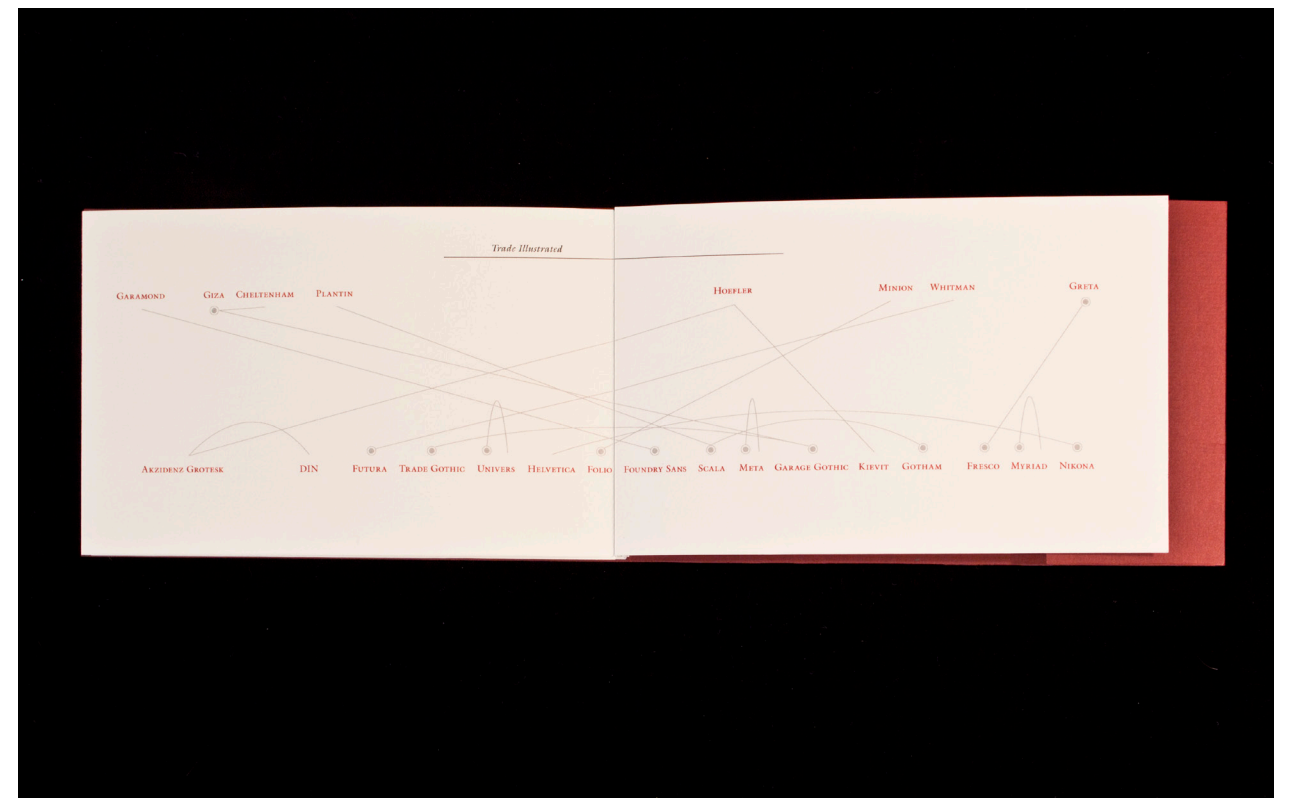 Trade Illustrated
GARAMOND GIZA CHELTENHAM PLANTIN HOEFLER MINION WHITMAN GRETA
AKZIDENZ GROTESK DIN FUTURA TRADE GOTHIC UNIVERS HELVETICA FOLIO FOUNDRY SANS SCALA META GARAGE GOTHIC KIEVIT GOTHAM FRESCO MYRIAD NIKONA